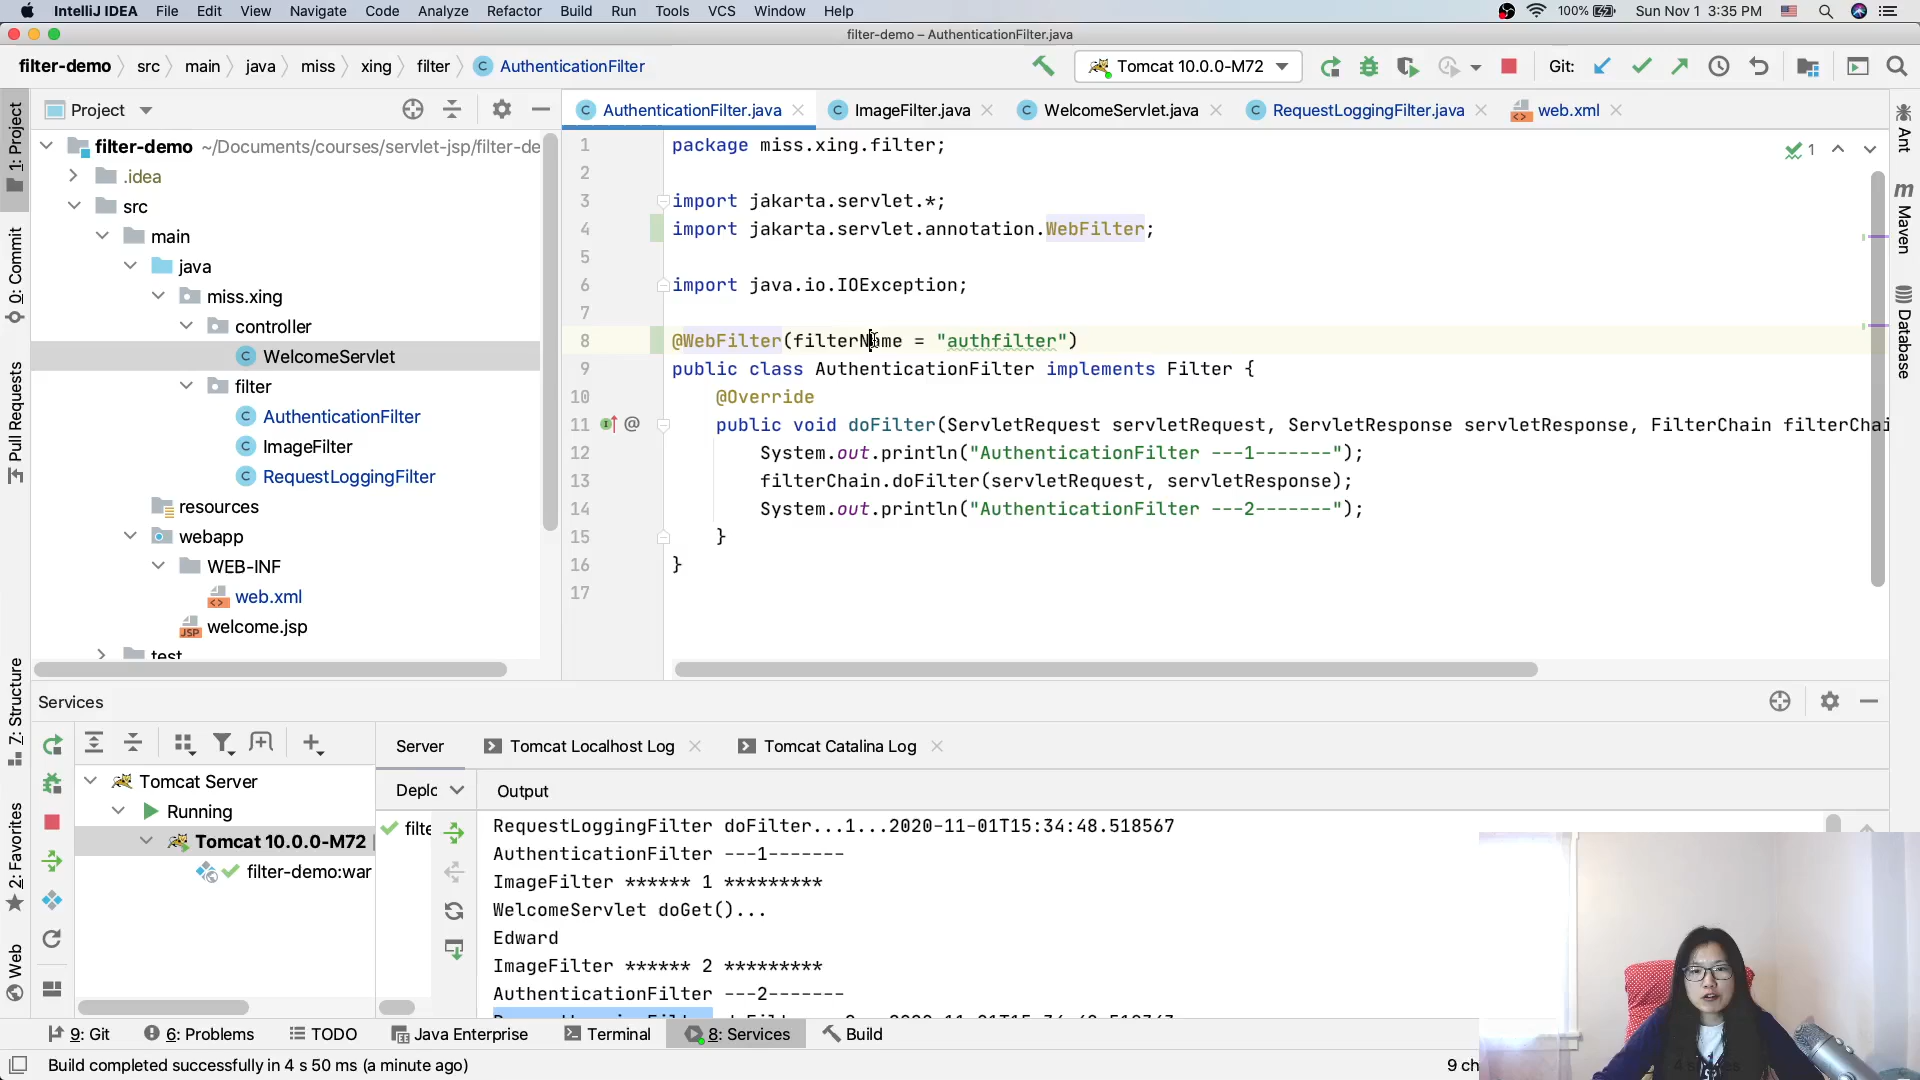 IntelliJ IDEA File Edit View Navigate Code Analyze Refactor Build Run Tools VCS Window Help 100% Sun Nov 1 3:35 PM
filter-demo – AuthenticationFilter.java
filter-demo src main java miss xing filter AuthenticationFilter Tomcat 10.0.0-M72 Git:
Project
AuthenticationFilter.java ImageFilter.java WelcomeServlet.java RequestLoggingFilter.java web.xml
filter-demo ~/Documents/courses/servlet-jsp/filter-de
.idea
src
main
java
miss.xing
controller
WelcomeServlet
filter
AuthenticationFilter
ImageFilter
RequestLoggingFilter
resources
webapp
WEB-INF
web.xml
welcome.jsp
test
1 package miss.xing.filter;
2
3 import jakarta.servlet.*;
4 import jakarta.servlet.annotation.WebFilter;
5
6 import java.io.IOException;
7
8 @WebFilter(filterName = "authfilter")
9 public class AuthenticationFilter implements Filter {
10 @Override
11 public void doFilter(ServletRequest servletRequest, ServletResponse servletResponse, FilterChain filterChai
12 System.out.println("AuthenticationFilter ---1-------");
13 filterChain.doFilter(servletRequest, servletResponse);
14 System.out.println("AuthenticationFilter ---2-------");
15 }
16 }
17
1
1: Project
0: Commit
Pull Requests
Z: Structure
2: Favorites
Web
Ant
Maven
Database
Services
Server Tomcat Localhost Log Tomcat Catalina Log
Tomcat Server
Running
Tomcat 10.0.0-M72
filter-demo:war
Deplc
filte
Output
RequestLoggingFilter doFilter...1...2020-11-01T15:34:48.518567
AuthenticationFilter ---1-------
ImageFilter ****** 1 *********
WelcomeServlet doGet()...
Edward
ImageFilter ****** 2 *********
AuthenticationFilter ---2-------
9: Git 6: Problems TODO Java Enterprise Terminal 8: Services Build
Build completed successfully in 4 s 50 ms (a minute ago)
9 ch